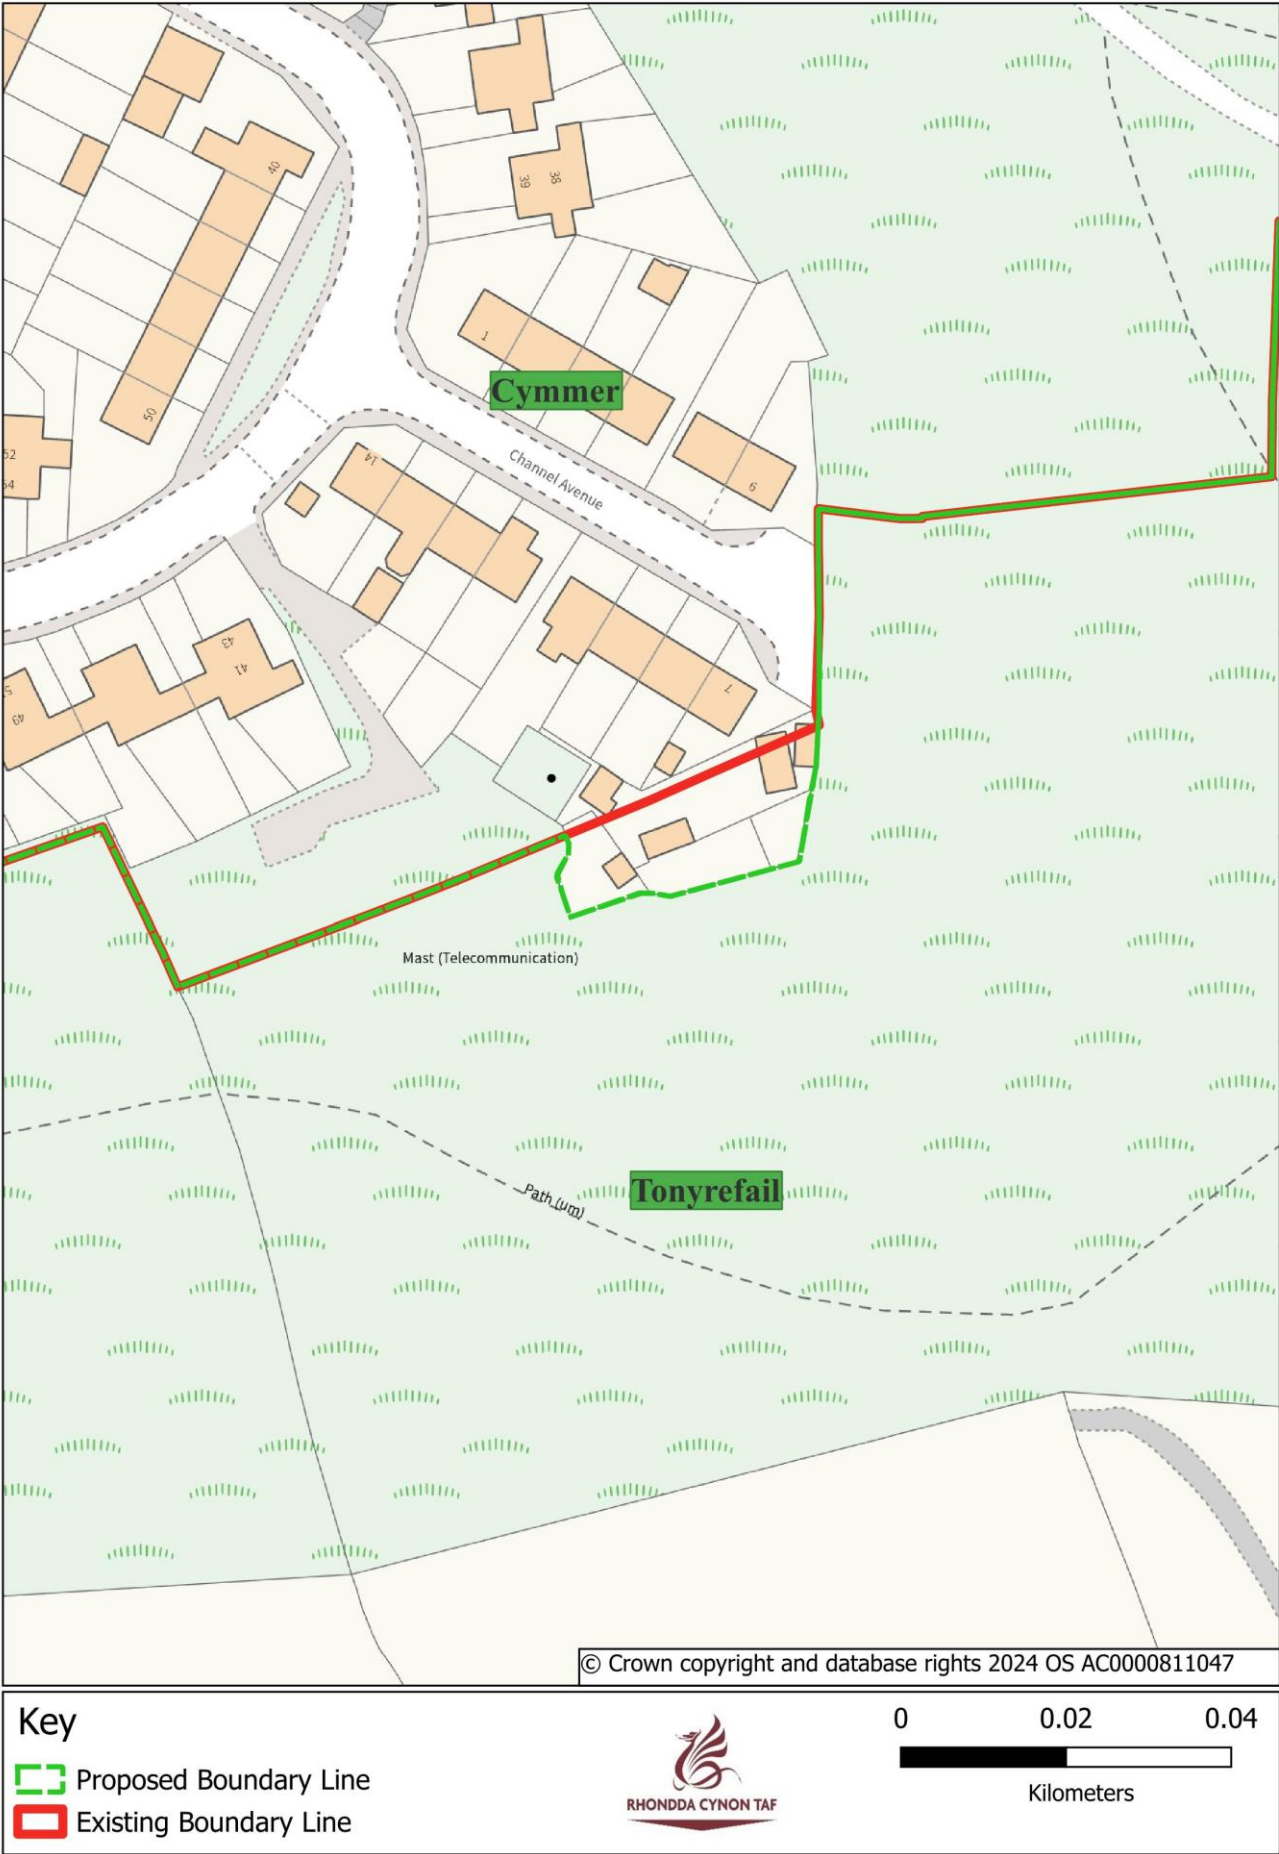 40
39
38
1
Cymmer
50
14
Channel Avenue
6
52
54
43
41
7
49
Mast (Telecommunication)
Path (um)
Tonyrefail
© Crown copyright and database rights 2024 OS AC0000811047
Key
Proposed Boundary Line
Existing Boundary Line
RHONDDA CYNON TAF
0 0.02 0.04
Kilometers